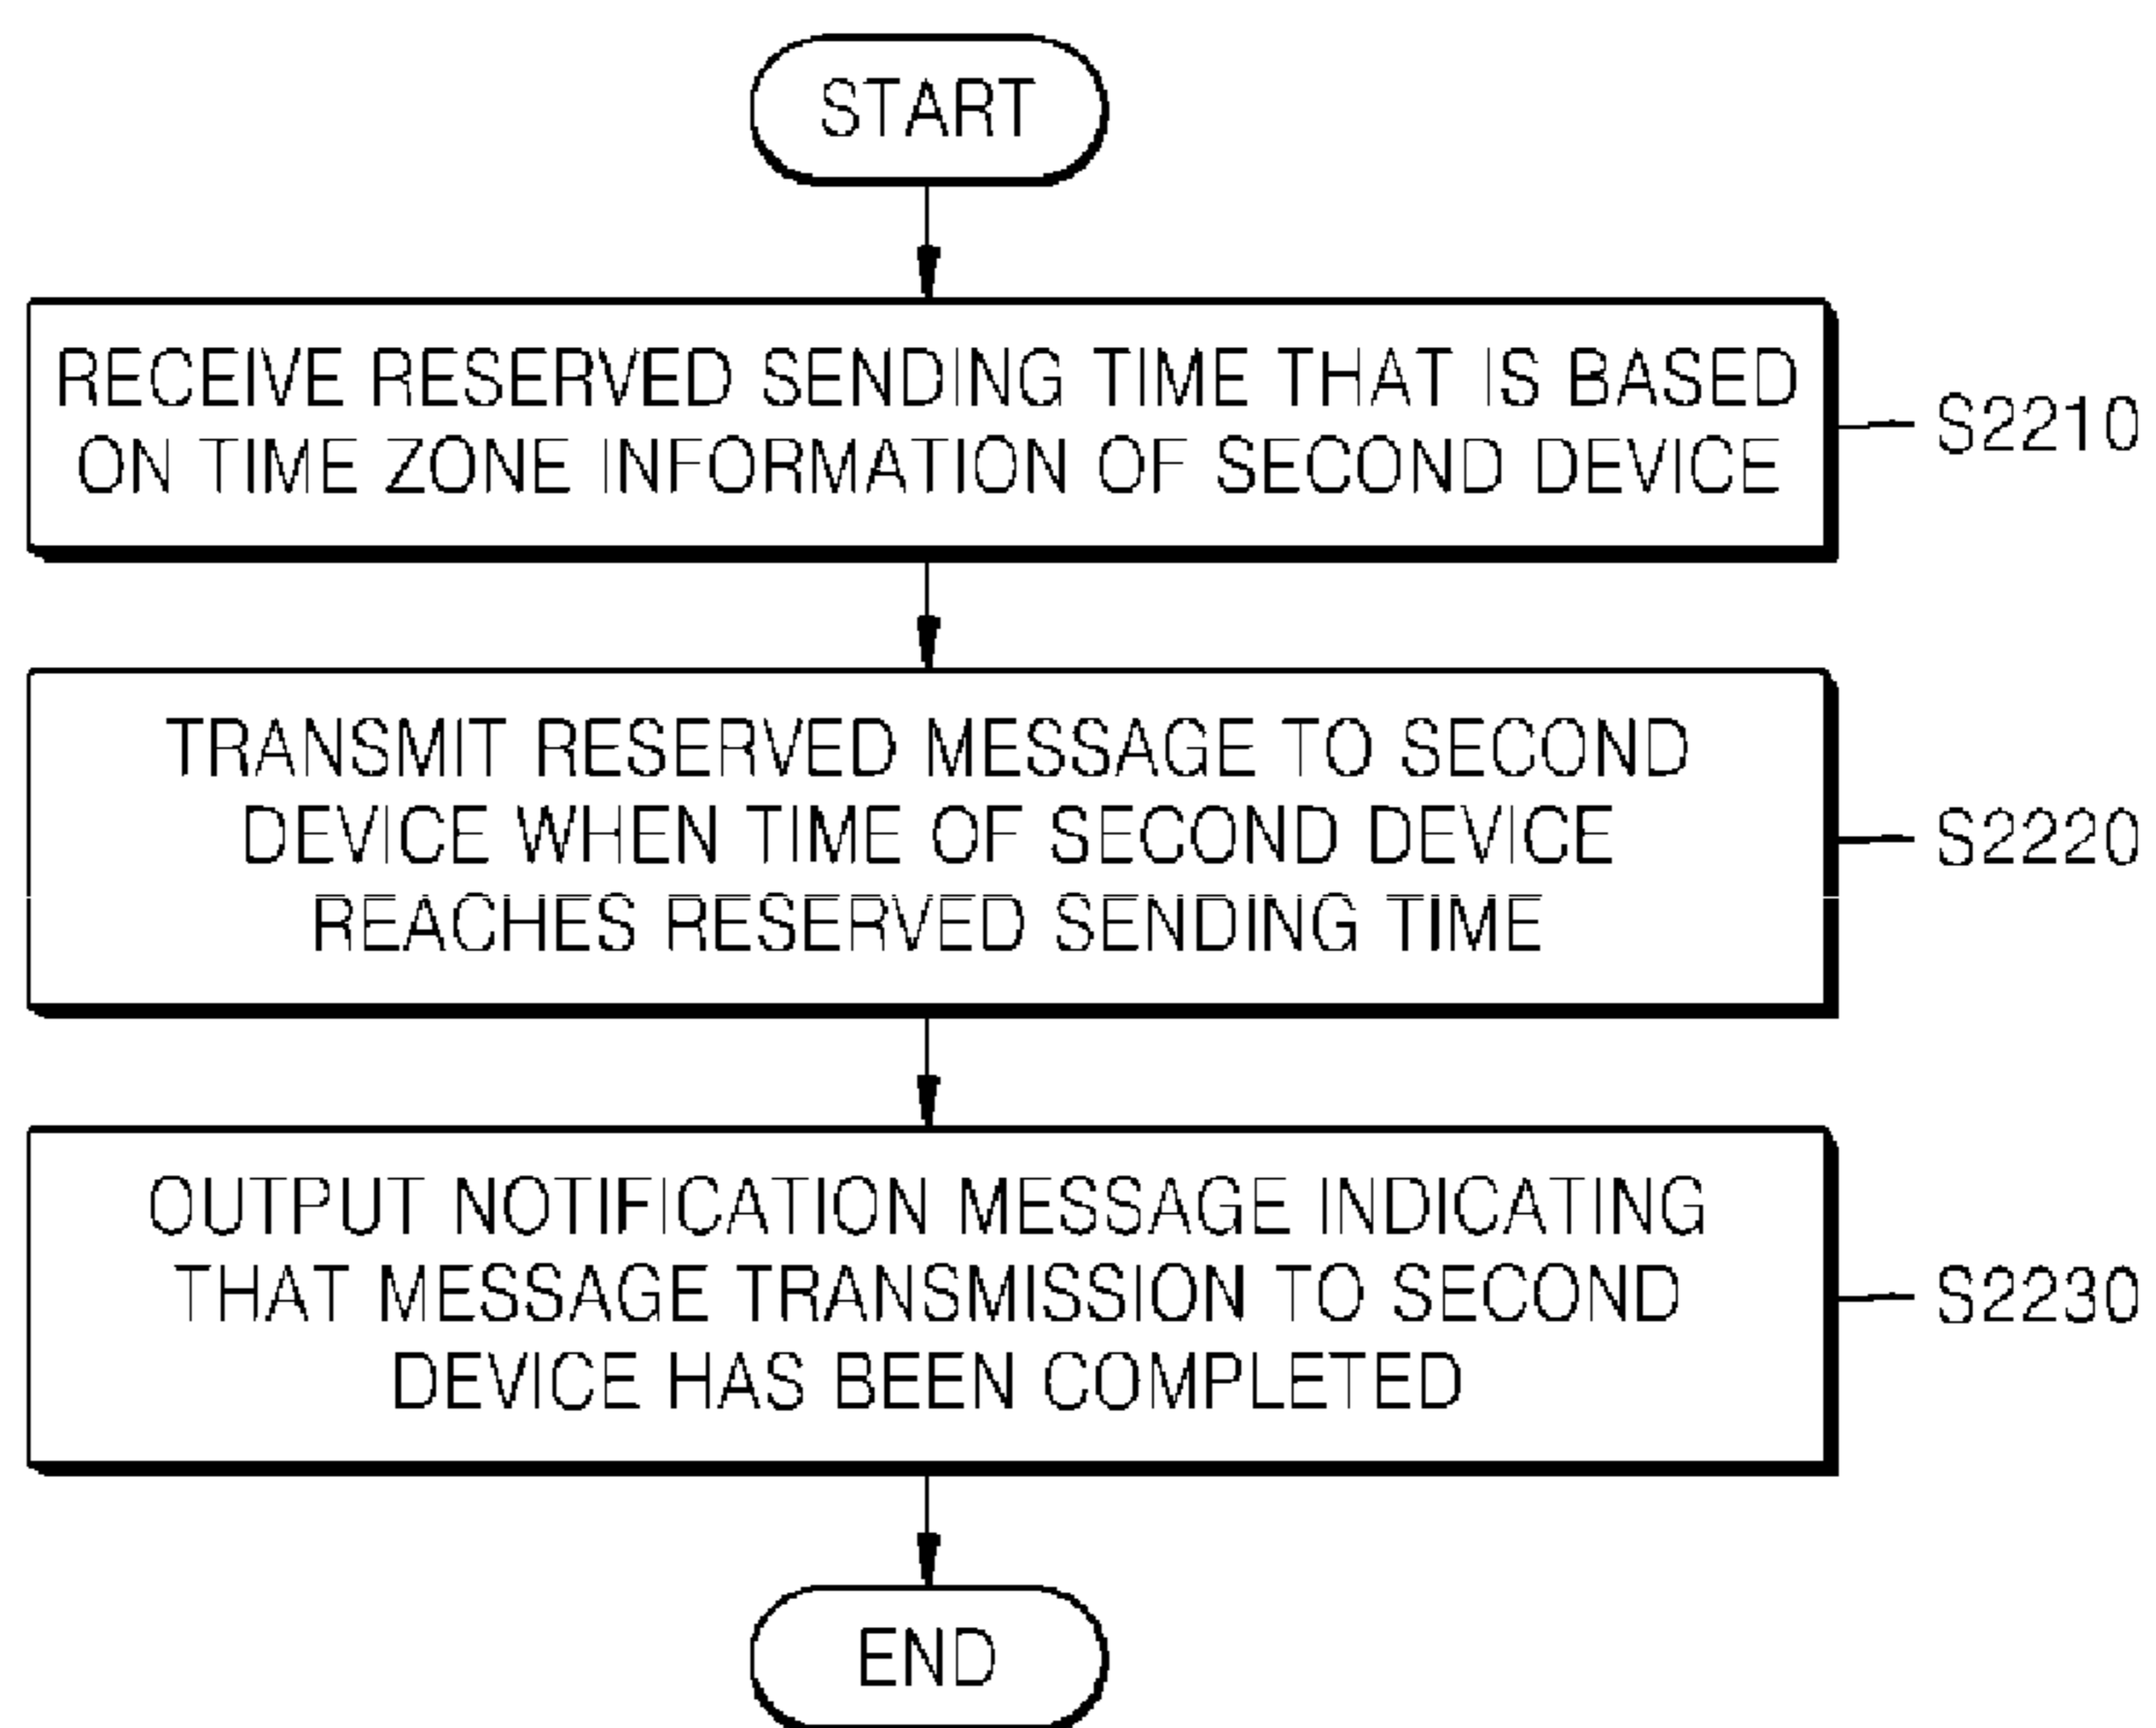 START
RECEIVE RESERVED SENDING TIME THAT IS BASED
ON TIME ZONE INFORMATION OF SECOND DEVICE
S2210
TRANSMIT RESERVED MESSAGE TO SECOND
DEVICE WHEN TIME OF SECOND DEVICE
REACHES RESERVED SENDING TIME
S2220
OUTPUT NOTIFICATION MESSAGE INDICATING
THAT MESSAGE TRANSMISSION TO SECOND
DEVICE HAS BEEN COMPLETED
S2230
END